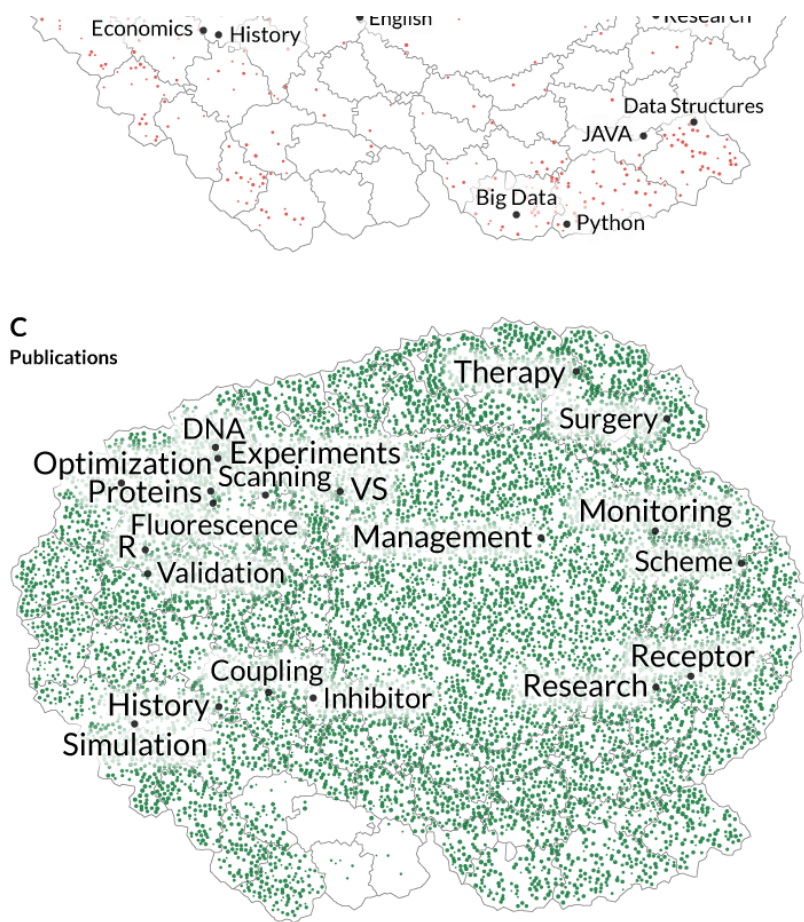 English
Research
Economics
History
Data Structures
JAVA
Big Data
Python
C
Publications
Therapy
Surgery
DNA
Experiments
Optimization
Scanning
Proteins
VS
Monitoring
Fluorescence
Management
R
Scheme
Validation
Receptor
Coupling
Research
Inhibitor
History
Simulation